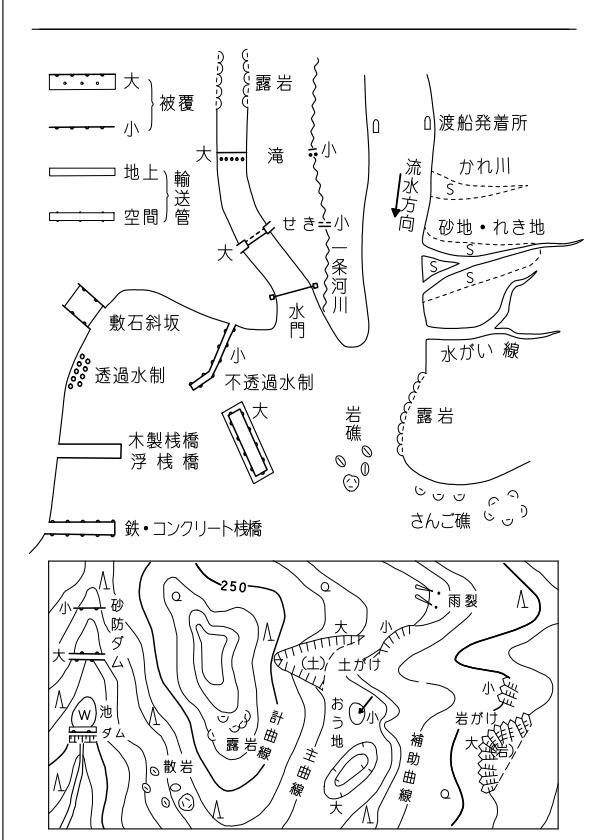 大
小
被覆
地上
空間
輸送管
露岩
大
滝
小
せき
小
大
一条河川
水門
渡船発着所
流水方向
かれ川
S
砂地・れき地
S
S
S
水がい線
敷石斜坂
小
透過水制
不透過水制
大
岩礁
露岩
木製桟橋
浮桟橋
さんご礁
鉄・コンクリート桟橋
250
小
砂防ダム
大
W
池
ダム
散岩
露岩
計曲線
主曲線
大
小
(土)
土がけ
雨裂
おう地
小
大
補助曲線
小
岩がけ
大
(岩)